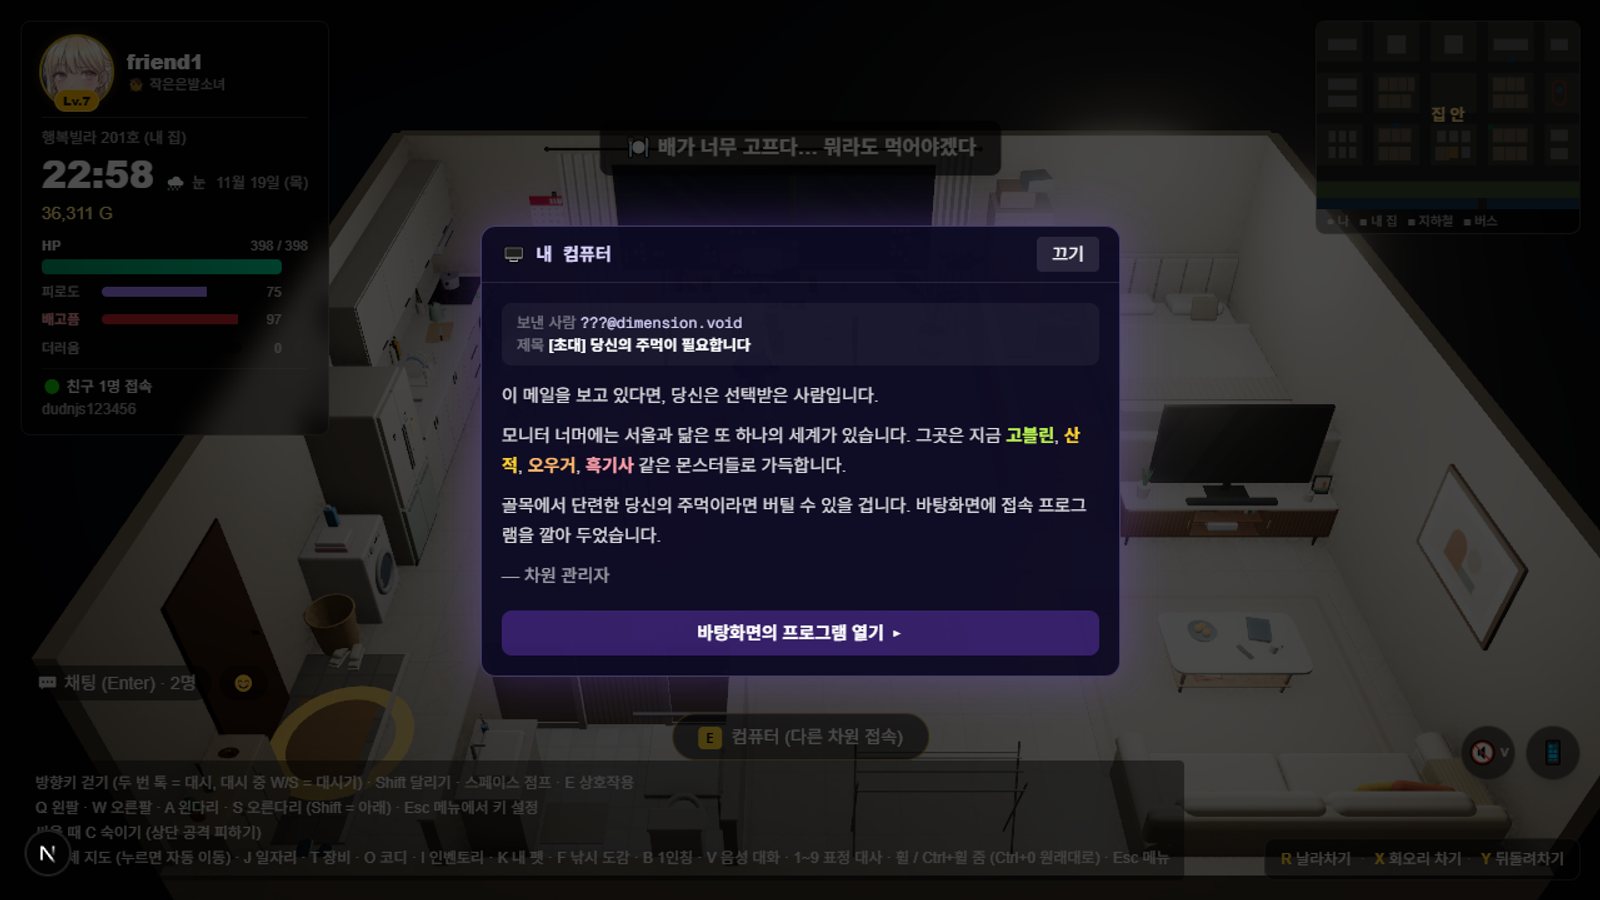 friend1
작은은발소녀
Lv.7
행복빌라 201호 (내 집)
22:58 눈 11월 19일 (목)
36,311 G
HP 398 / 398
피로도 75
배고픔 97
더러움 0
친구 1명 접속
dudnjs123456
배가 너무 고프다... 뭐라도 먹어야겠다
집 안
나 내 집 지하철 버스
내 컴퓨터
끄기
보낸 사람 ???@dimension.void
제목 [초대] 당신의 주먹이 필요합니다
이 메일을 보고 있다면, 당신은 선택받은 사람입니다.
모니터 너머에는 서울과 닮은 또 하나의 세계가 있습니다. 그곳은 지금 고블린, 산
적, 오우거, 흑기사 같은 몬스터들로 가득합니다.
골목에서 단련한 당신의 주먹이라면 버틸 수 있을 겁니다. 바탕화면에 접속 프로그
램을 깔아 두었습니다.
— 차원 관리자
바탕화면의 프로그램 열기 ▸
채팅 (Enter) · 2명
E 컴퓨터 (다른 차원 접속)
V
방향키 걷기 (두 번 톡 = 대시, 대시 중 W/S = 대시기) · Shift 달리기 · 스페이스 점프 · E 상호작용
Q 왼팔 · W 오른팔 · A 왼다리 · S 오른다리 (Shift = 아래) · Esc 메뉴에서 키 설정
때 C 숙이기 (상단 공격 피하기)
N
지도 (누르면 자동 이동) · J 일자리 · T 장비 · O 코디 · I 인벤토리 · K 내 펫 · F 낚시 도감 · B 1인칭 · V 음성 대화 · 1~9 표정 대사 · 휠 / Ctrl+휠 줌 (Ctrl+0 원래대로) · Esc 메뉴
R 날라차기 · X 회오리 차기 · Y 뒤돌려차기